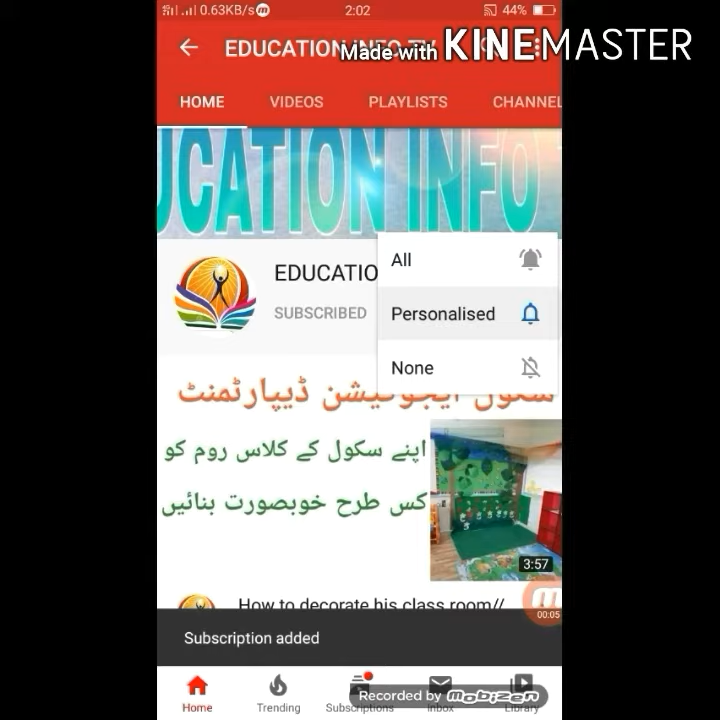 0.63KB/s
2:02
44%
EDUCATION INFO TV
Made with KINEMASTER
HOME VIDEOS PLAYLISTS CHANNEL
UCATION INFO
EDUCATIO
SUBSCRIBED
All
Personalised
None
سکول ایجوکیشن ڈیپارٹمنٹ
اپنے سکول کے کلاس روم کو
کس طرح خوبصورت بنائیں
3:57
How to decorate his class room//
00:05
Subscription added
Home Trending Subscriptions Inbox Library
Recorded by Mobizen